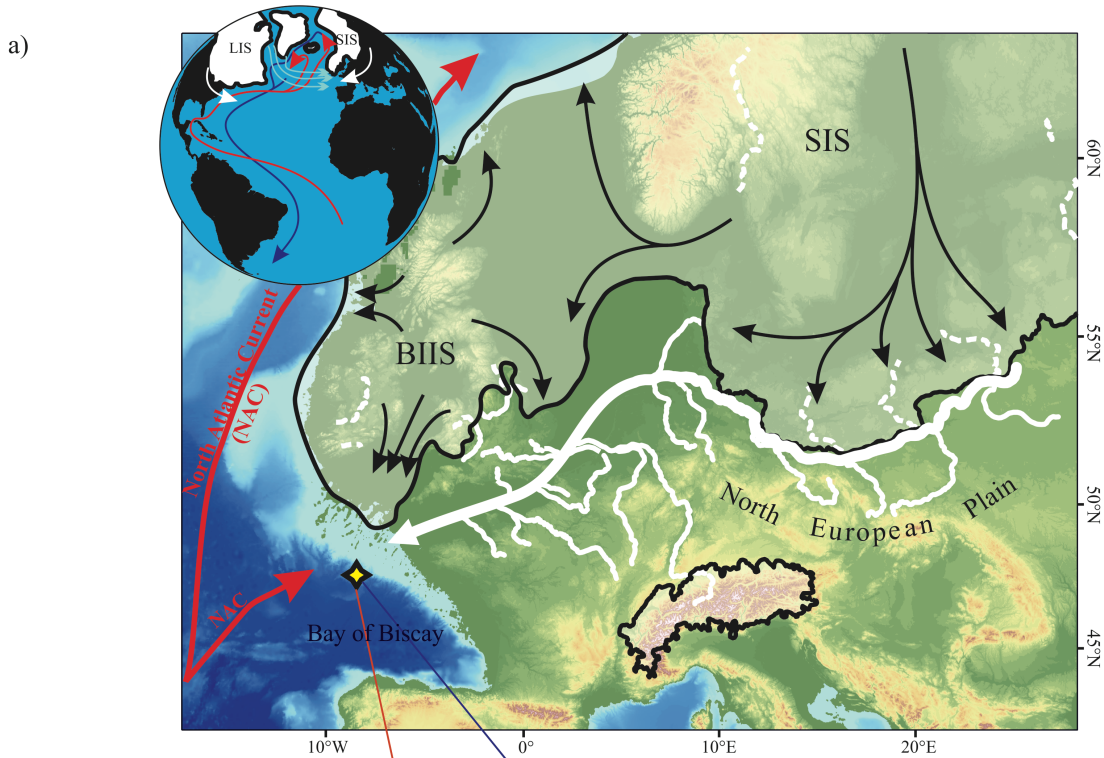 a)
LIS
SIS
SIS
60°N
North Atlantic Current
(NAC)
BIIS
55°N
50°N
North European Plain
NAC
Bay of Biscay
45°N
10°W
0°
10°E
20°E